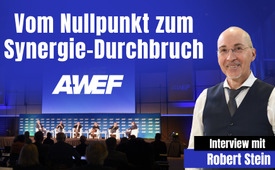 Vom Nullpunkt zum
Synergie-Durchbruch
AWEF
Interview mit
Robert Stein